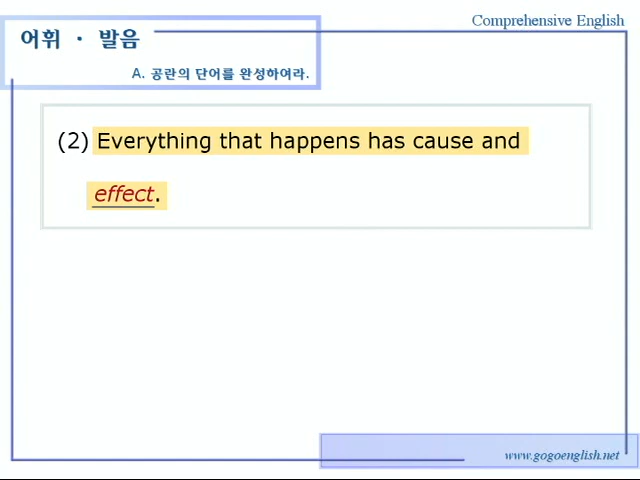 Comprehensive English
어휘 · 발음
A. 공란의 단어를 완성하여라.
(2) Everything that happens has cause and
effect.
www.gogoenglish.net